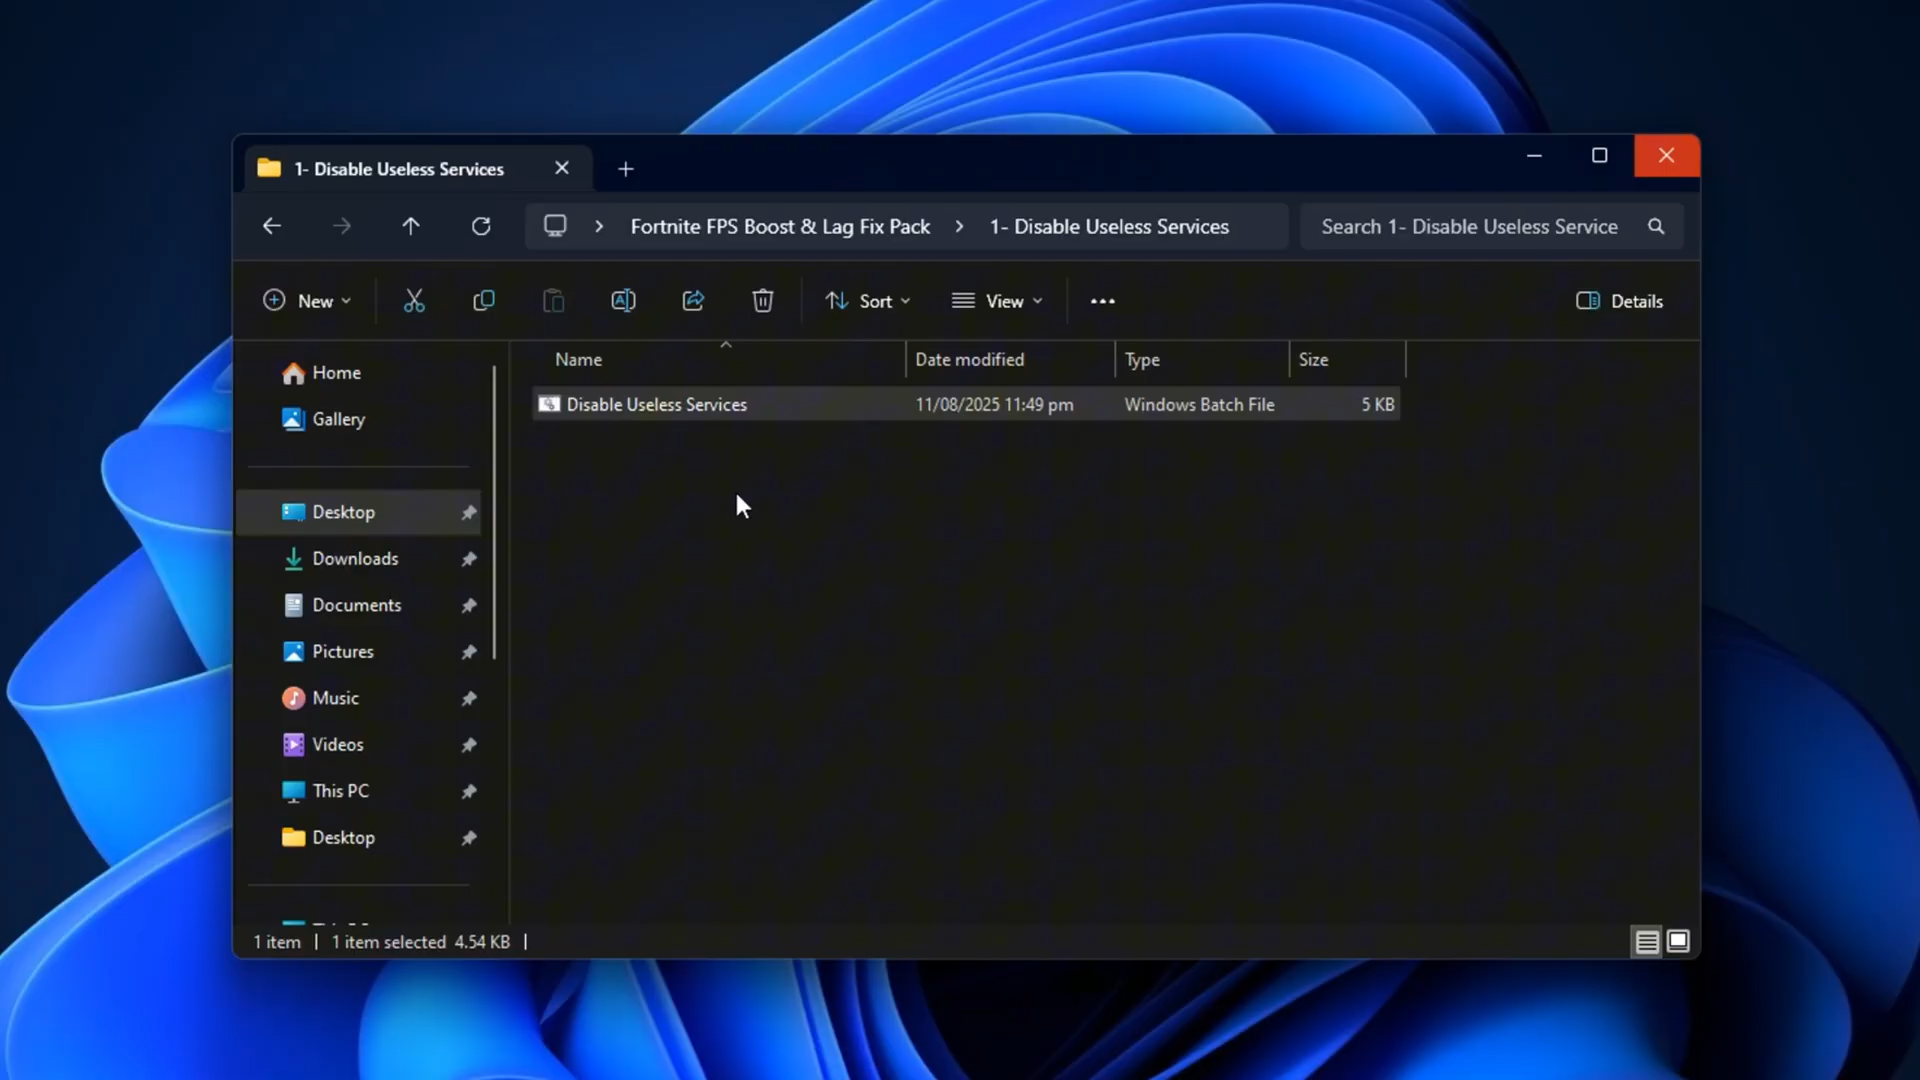 1- Disable Useless Services
Fortnite FPS Boost & Lag Fix Pack > 1- Disable Useless Services
Search 1- Disable Useless Service
New
Sort
View
Details
Name Date modified Type Size
Disable Useless Services 11/08/2025 11:49 pm Windows Batch File 5 KB
Home
Gallery
Desktop
Downloads
Documents
Pictures
Music
Videos
This PC
Desktop
1 item | 1 item selected 4.54 KB |